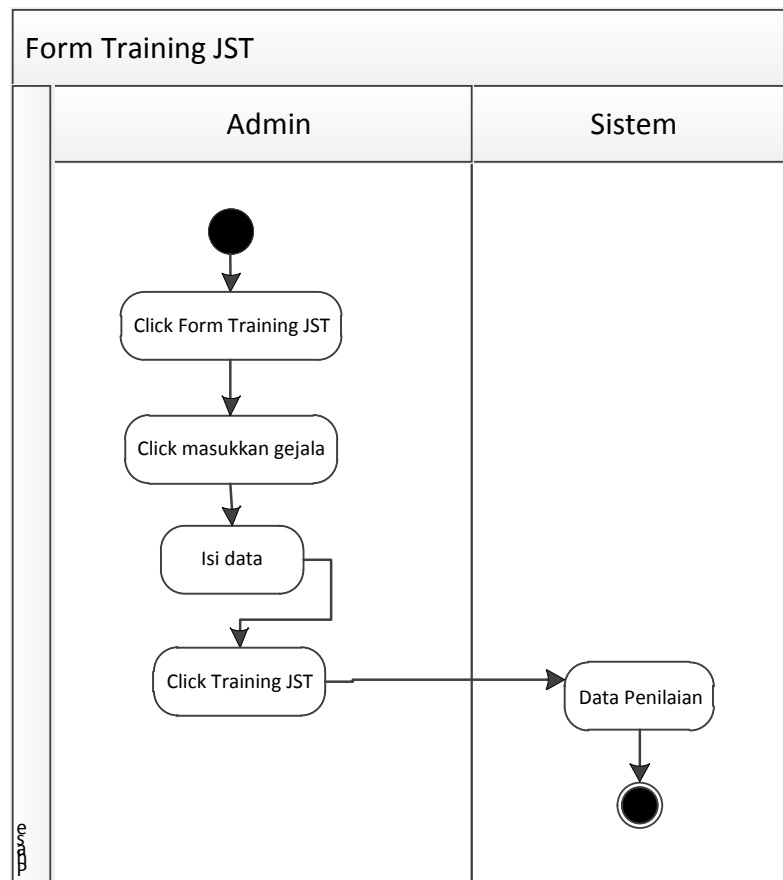 Form Training JST
Admin
Sistem
Click Form Training JST
Click masukkan gejala
Isi data
Click Training JST
Data Penilaian